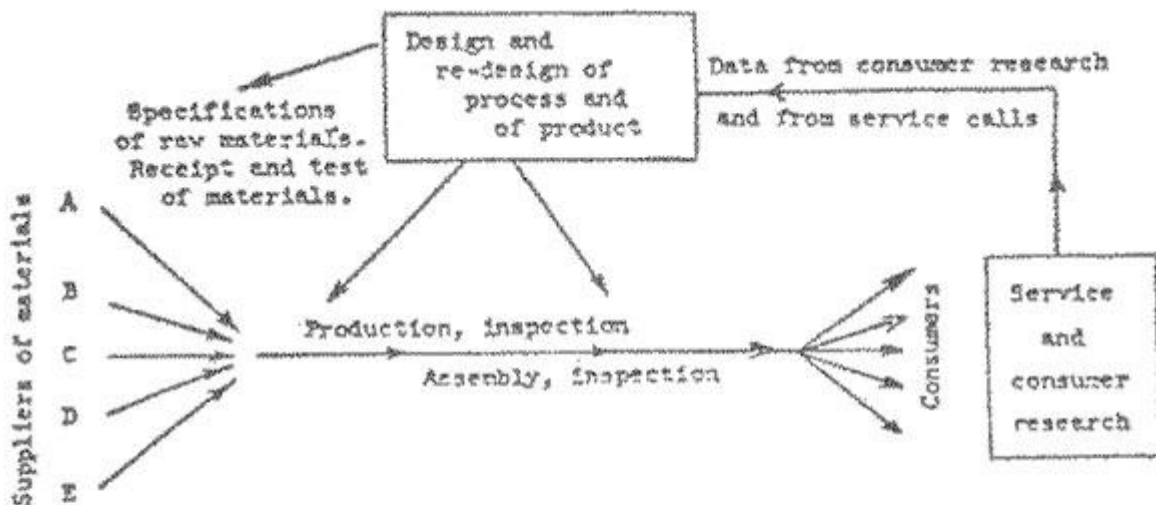 Design and
re-design of
process and
of product
Data from consumer research
and from service calls
Specifications
of raw materials.
Receipt and test
of materials.
Suppliers of materials
A
B
C
D
E
Production, inspection
Assembly, inspection
Consumers
Service
and
consumer
research